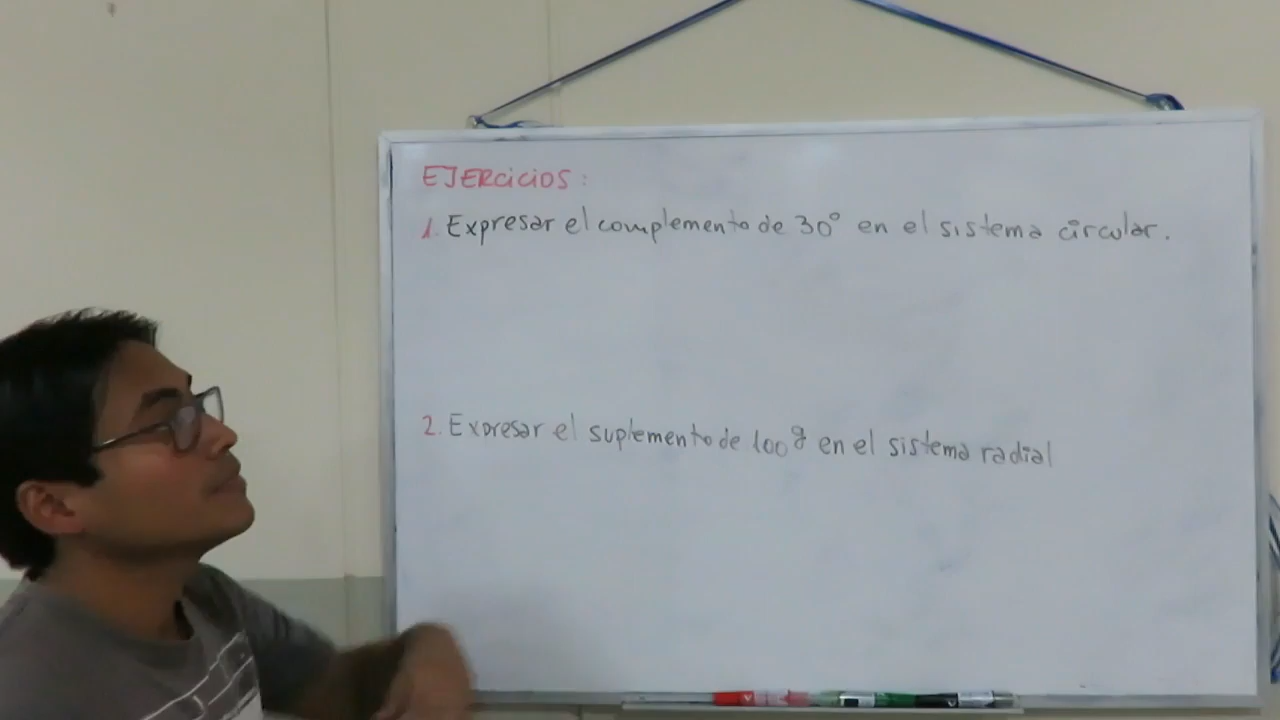 EJERCICIOS:
1. Expresar el complemento de 30° en el sistema circular.
2. Expresar el suplemento de 100g en el sistema radial